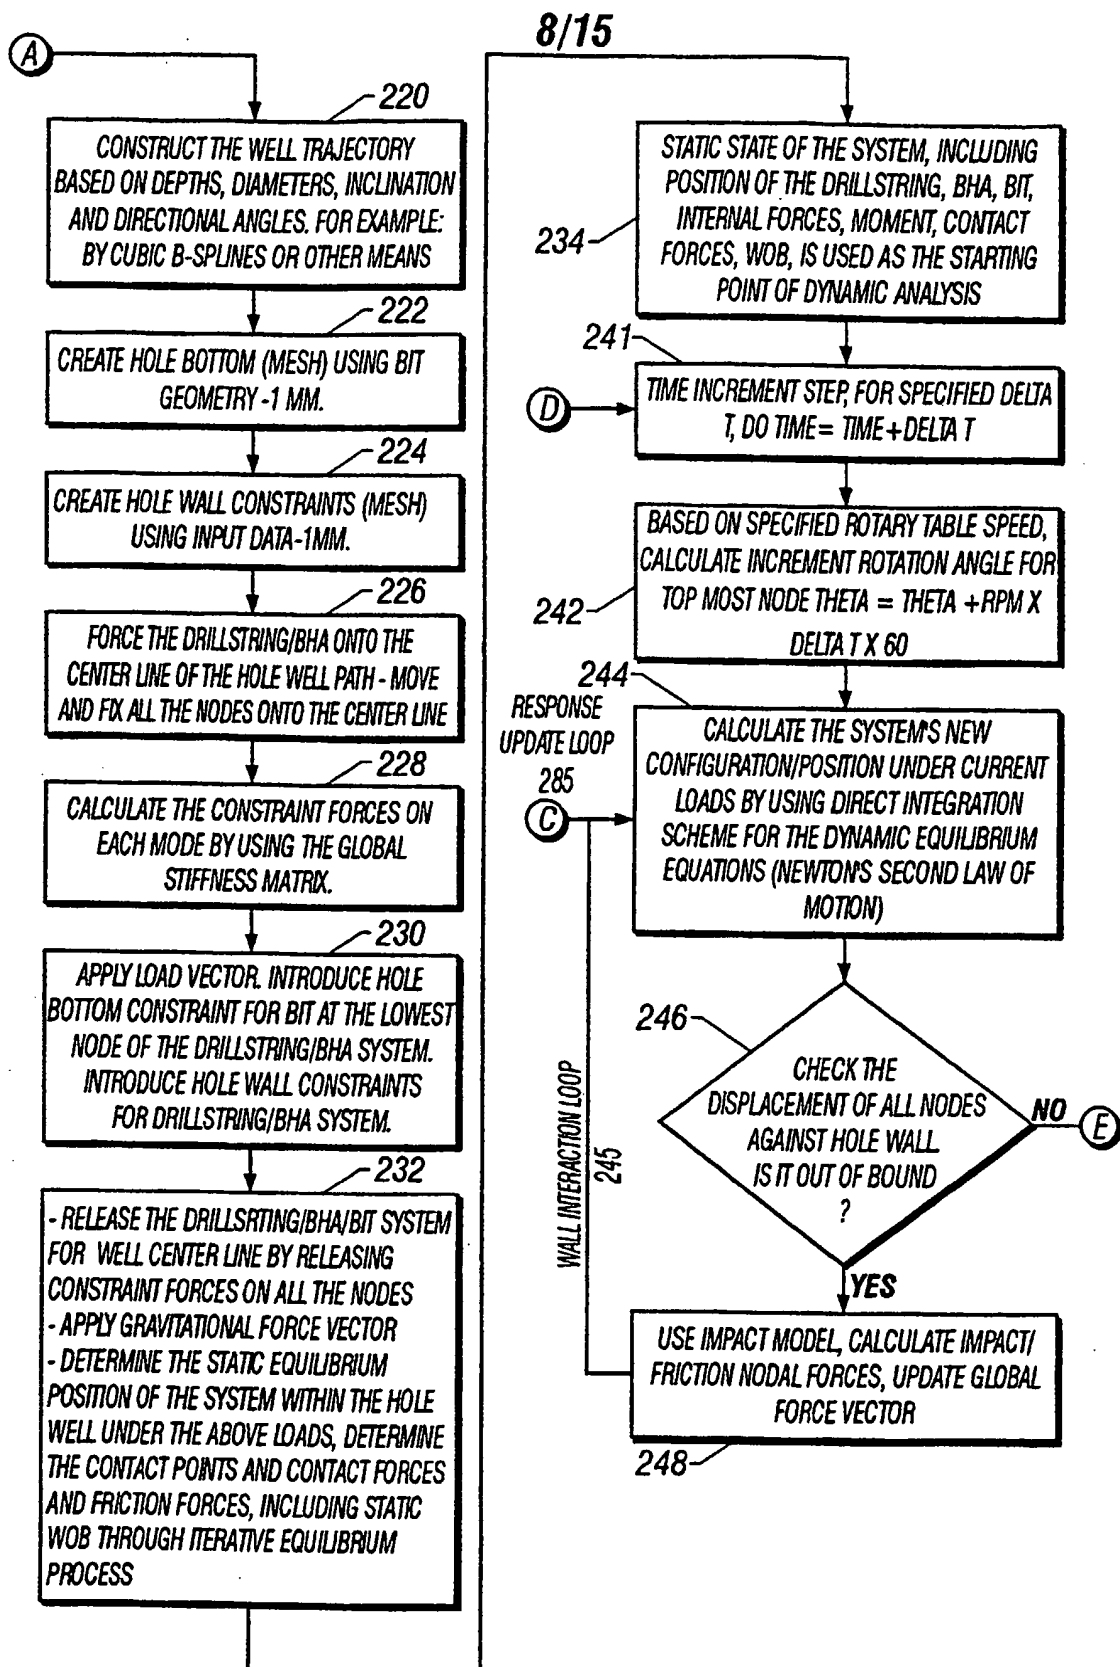 8/15
A
220
CONSTRUCT THE WELL TRAJECTORY
BASED ON DEPTHS, DIAMETERS, INCLINATION
AND DIRECTIONAL ANGLES. FOR EXAMPLE:
BY CUBIC B-SPLINES OR OTHER MEANS
222
CREATE HOLE BOTTOM (MESH) USING BIT
GEOMETRY -1 MM.
224
CREATE HOLE WALL CONSTRAINTS (MESH)
USING INPUT DATA-1MM.
226
FORCE THE DRILLSTRING/BHA ONTO THE
CENTER LINE OF THE HOLE WELL PATH - MOVE
AND FIX ALL THE NODES ONTO THE CENTER LINE
228
CALCULATE THE CONSTRAINT FORCES ON
EACH MODE BY USING THE GLOBAL
STIFFNESS MATRIX.
230
APPLY LOAD VECTOR. INTRODUCE HOLE
BOTTOM CONSTRAINT FOR BIT AT THE LOWEST
NODE OF THE DRILLSTRING/BHA SYSTEM.
INTRODUCE HOLE WALL CONSTRAINTS
FOR DRILLSTRING/BHA SYSTEM.
232
- RELEASE THE DRILLSRTING/BHA/BIT SYSTEM
FOR WELL CENTER LINE BY RELEASING
CONSTRAINT FORCES ON ALL THE NODES
- APPLY GRAVITATIONAL FORCE VECTOR
- DETERMINE THE STATIC EQUILIBRIUM
POSITION OF THE SYSTEM WITHIN THE HOLE
WELL UNDER THE ABOVE LOADS, DETERMINE
THE CONTACT POINTS AND CONTACT FORCES
AND FRICTION FORCES, INCLUDING STATIC
WOB THROUGH ITERATIVE EQUILIBRIUM
PROCESS
234
STATIC STATE OF THE SYSTEM, INCLUDING
POSITION OF THE DRILLSTRING, BHA, BIT,
INTERNAL FORCES, MOMENT, CONTACT
FORCES, WOB, IS USED AS THE STARTING
POINT OF DYNAMIC ANALYSIS
241
D
TIME INCREMENT STEP, FOR SPECIFIED DELTA
T, DO TIME= TIME+DELTA T
242
BASED ON SPECIFIED ROTARY TABLE SPEED,
CALCULATE INCREMENT ROTATION ANGLE FOR
TOP MOST NODE THETA = THETA +RPM X
DELTA T X 60
244
RESPONSE
UPDATE LOOP
285
C
CALCULATE THE SYSTEM'S NEW
CONFIGURATION/POSITION UNDER CURRENT
LOADS BY USING DIRECT INTEGRATION
SCHEME FOR THE DYNAMIC EQUILIBRIUM
EQUATIONS (NEWTON'S SECOND LAW OF
MOTION)
WALL INTERACTION LOOP
245
246
CHECK THE
DISPLACEMENT OF ALL NODES
AGAINST HOLE WALL
IS IT OUT OF BOUND
?
NO
E
YES
USE IMPACT MODEL, CALCULATE IMPACT/
FRICTION NODAL FORCES, UPDATE GLOBAL
FORCE VECTOR
248